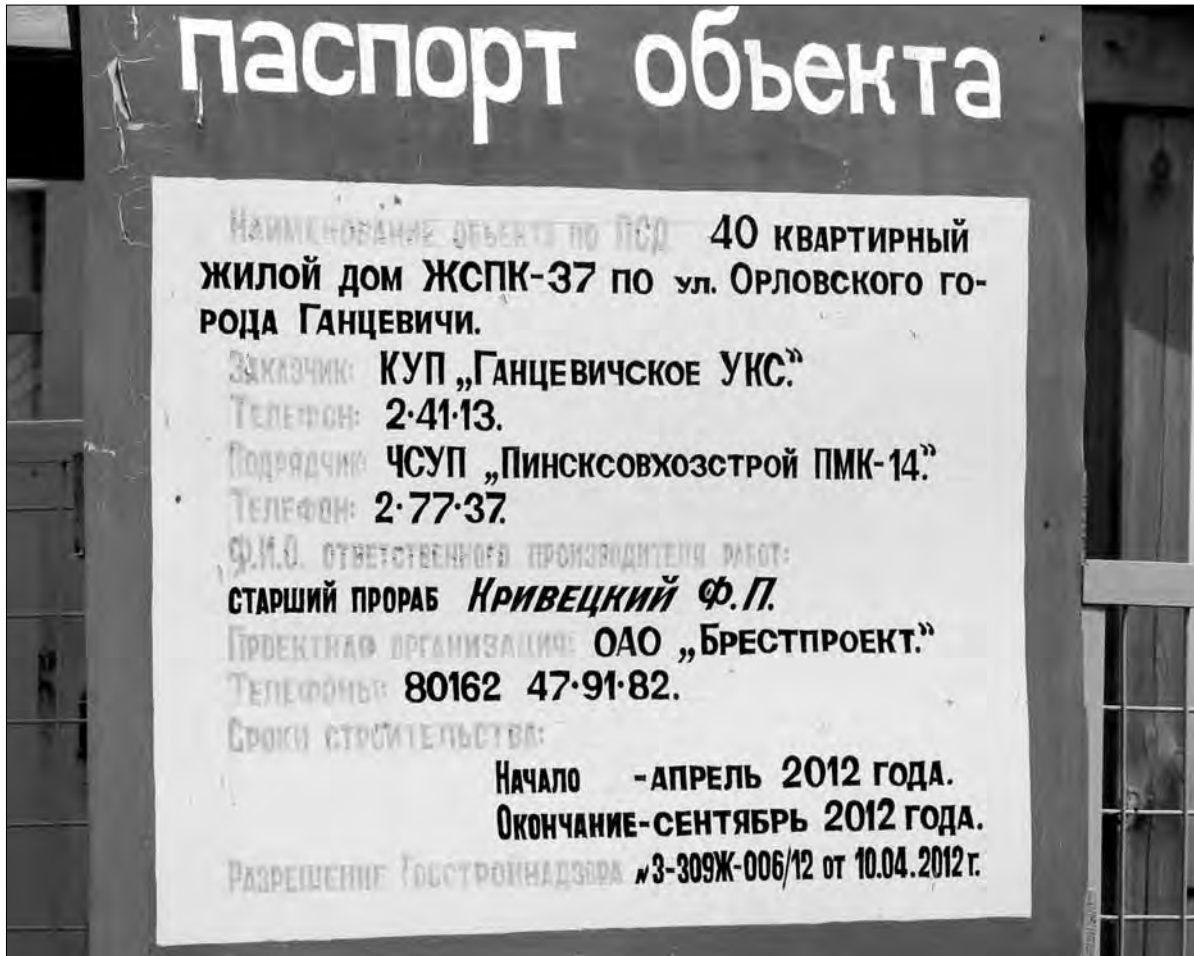 паспорт объекта
Наименование объекта по ПСД 40 квартирный
жилой дом ЖСПК-37 по ул. Орловского го-
рода Ганцевичи.
Заказчик: КУП „Ганцевичское УКС.”
Телефон: 2·41·13.
Подрядчик: ЧСУП „Пинсксовхозстрой ПМК-14.”
Телефон: 2·77·37.
Ф.И.О. ответственного производителя работ:
старший прораб Кривецкий Ф.П.
Проектная организация: ОАО „Брестпроект.”
Телефоны: 80162 47·91·82.
Сроки строительства:
Начало -апрель 2012 года.
Окончание-сентябрь 2012 года.
Разрешение Госстройнадзора №3-309Ж-006/12 от 10.04.2012 г.